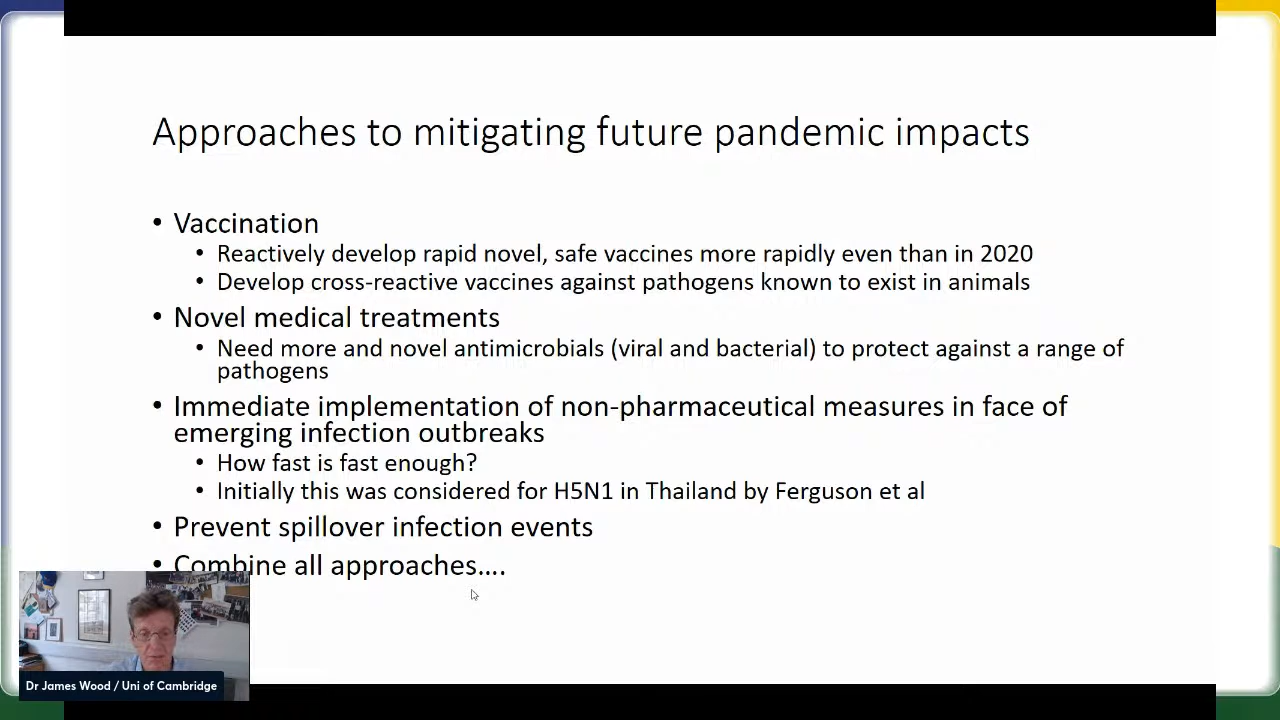 Approaches to mitigating future pandemic impacts
• Vaccination
• Reactively develop rapid novel, safe vaccines more rapidly even than in 2020
• Develop cross-reactive vaccines against pathogens known to exist in animals
• Novel medical treatments
• Need more and novel antimicrobials (viral and bacterial) to protect against a range of
pathogens
• Immediate implementation of non-pharmaceutical measures in face of
emerging infection outbreaks
• How fast is fast enough?
• Initially this was considered for H5N1 in Thailand by Ferguson et al
• Prevent spillover infection events
• Combine all approaches....
Dr James Wood / Uni of Cambridge